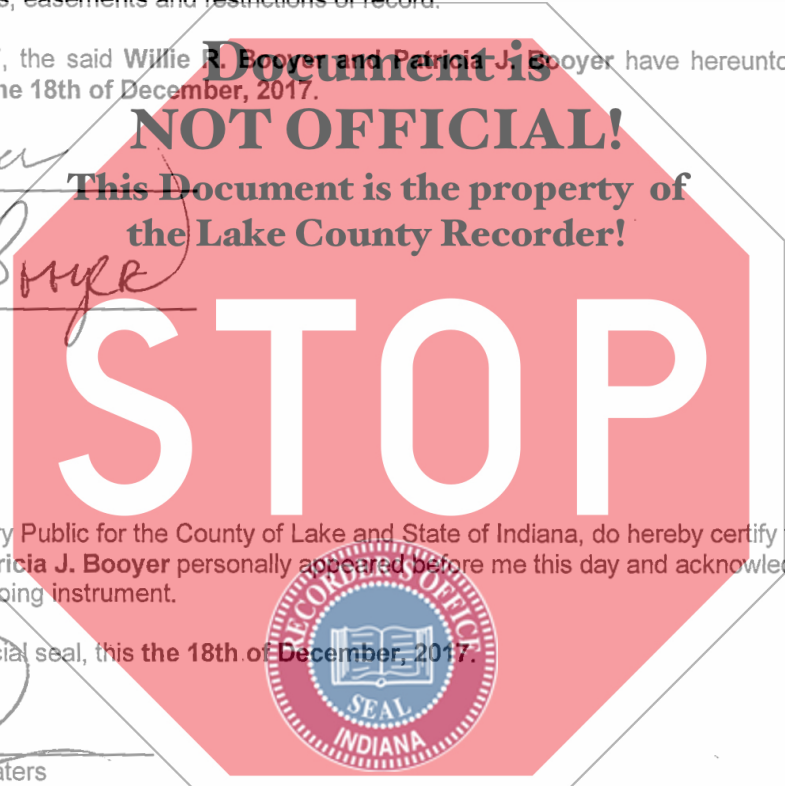 s, easements and restrictions of record.
, the said Willie R. Booyer and Patricia J. Booyer have hereunto
he 18th of December, 2017.
Document is
NOT OFFICIAL!
This Document is the property of
the Lake County Recorder!
STOP
ry Public for the County of Lake and State of Indiana, do hereby certify
ricia J. Booyer personally appeared before me this day and acknowled
oing instrument.
cial seal, this the 18th of December, 2017.
RECORDER'S OFFICE
SEAL
INDIANA
aters